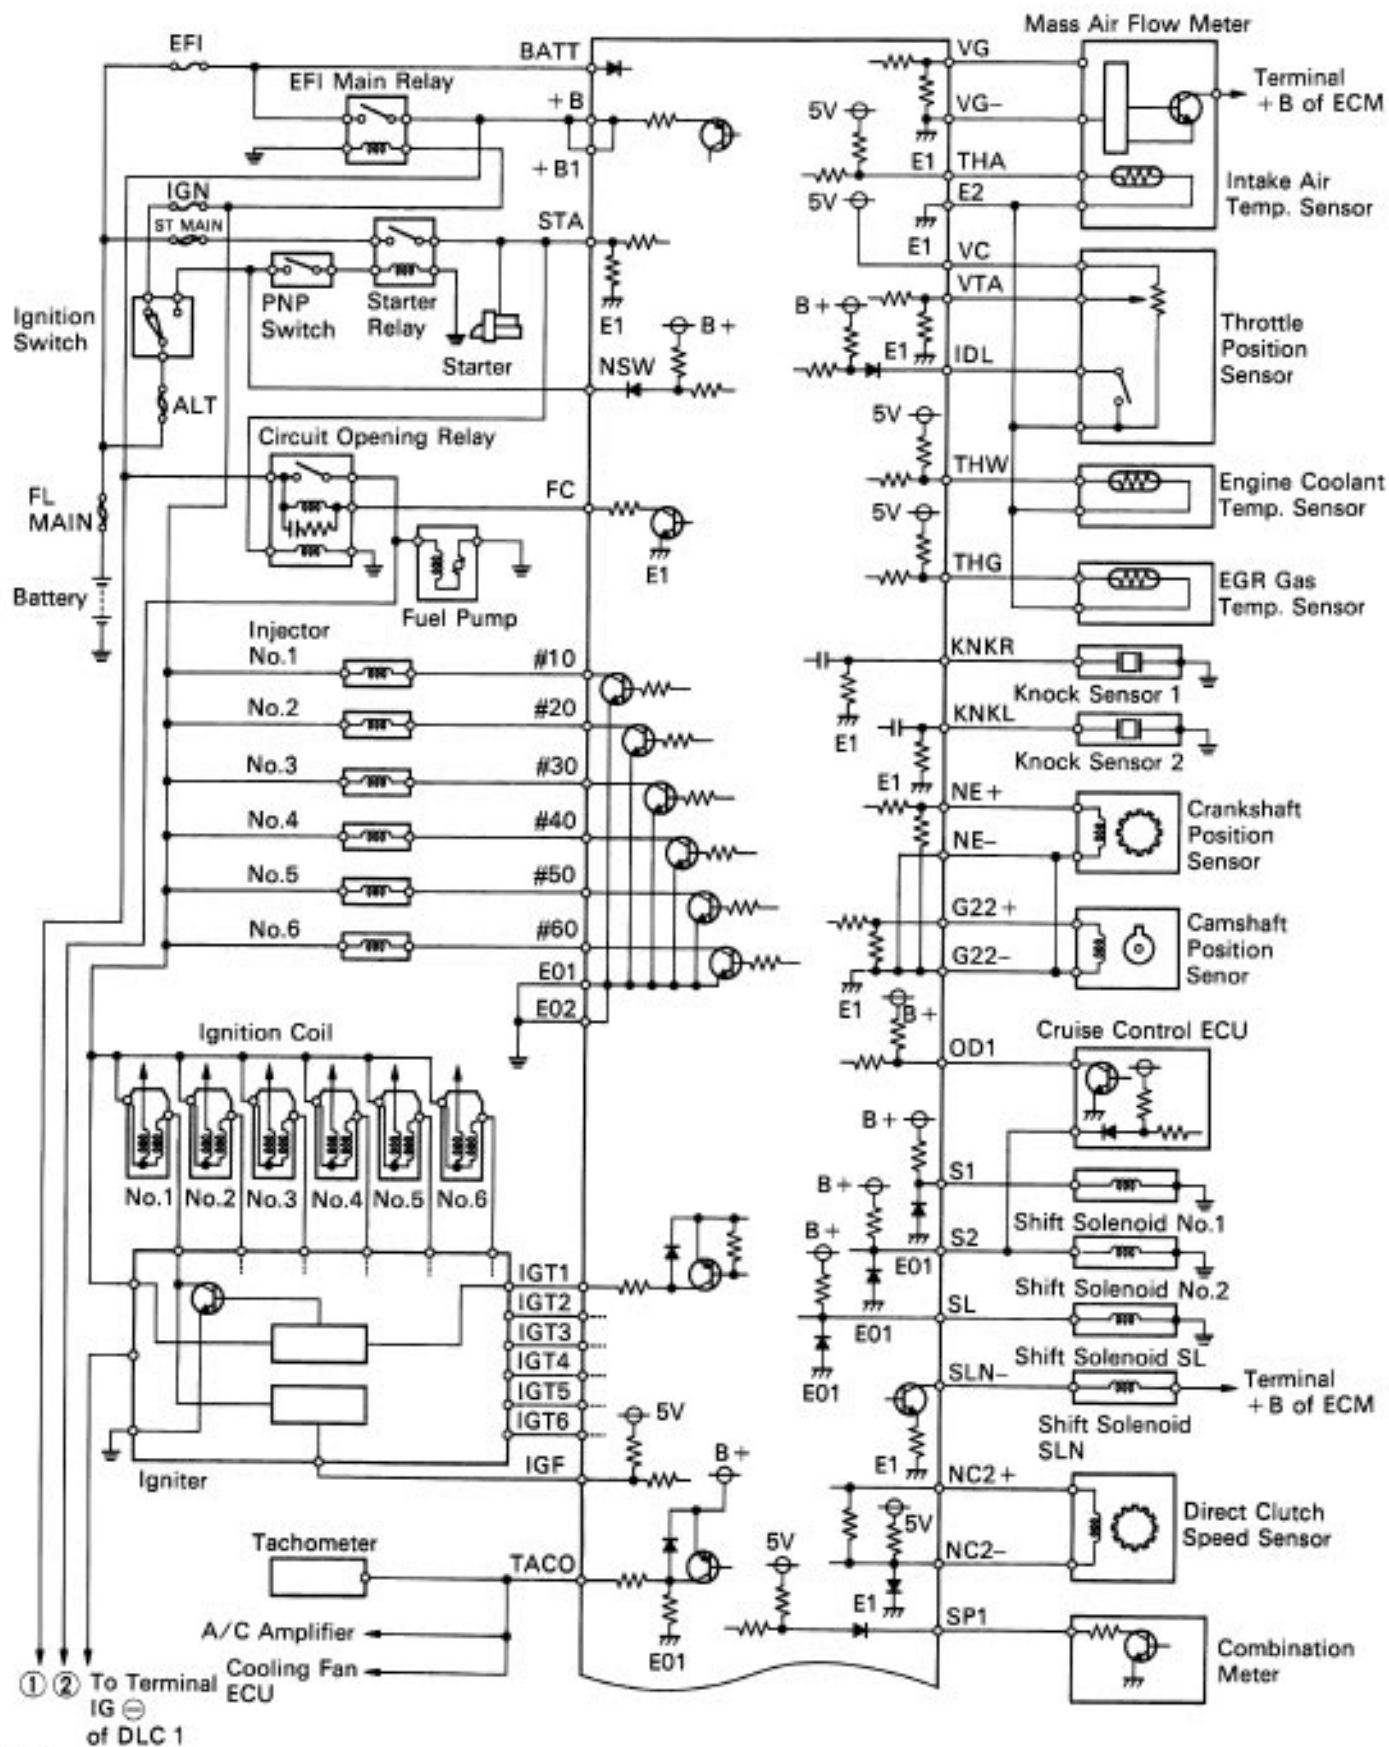 EFI
BATT
EFI Main Relay
+B
+B1
IGN
ST MAIN
STA
PNP
Switch
Starter
Relay
Starter
E1
B+
NSW
Ignition
Switch
ALT
Circuit Opening Relay
FL
MAIN
FC
E1
Battery
Fuel Pump
Injector
No.1
#10
No.2
#20
No.3
#30
No.4
#40
No.5
#50
No.6
#60
E01
E02
Ignition Coil
No.1
No.2
No.3
No.4
No.5
No.6
IGT1
IGT2
IGT3
IGT4
IGT5
IGT6
5V
IGF
B+
Igniter
Tachometer
TACO
E01
A/C Amplifier
Cooling Fan
ECU
① ② To Terminal
IG ⊖
of DLC 1
VG
Mass Air Flow Meter
Terminal
+B of ECM
VG-
5V
E1
THA
Intake Air
Temp. Sensor
5V
E2
E1
VC
VTA
B+
E1
IDL
Throttle
Position
Sensor
5V
THW
Engine Coolant
Temp. Sensor
5V
THG
EGR Gas
Temp. Sensor
KNKR
Knock Sensor 1
E1
KNKL
Knock Sensor 2
E1
NE+
NE-
Crankshaft
Position
Sensor
G22+
G22-
Camshaft
Position
Senor
E1
B+
OD1
Cruise Control ECU
B+
S1
Shift Solenoid No.1
B+
S2
E01
Shift Solenoid No.2
B+
SL
E01
Shift Solenoid SL
E01
SLN-
Terminal
+B of ECM
Shift Solenoid
SLN
E1
NC2+
5V
NC2-
Direct Clutch
Speed Sensor
5V
E1
SP1
Combination
Meter